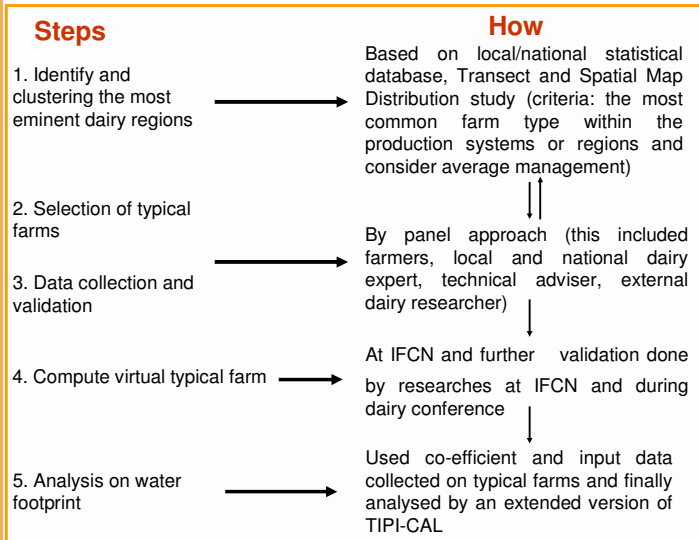 Steps
How
1. Identify and
clustering the most
eminent dairy regions
Based on local/national statistical
database, Transect and Spatial Map
Distribution study (criteria: the most
common farm type within the
production systems or regions and
consider average management)
2. Selection of typical
farms
3. Data collection and
validation
By panel approach (this included
farmers, local and national dairy
expert, technical adviser, external
dairy researcher)
4. Compute virtual typical farm
At IFCN and further validation done
by researches at IFCN and during
dairy conference
5. Analysis on water
footprint
Used co-efficient and input data
collected on typical farms and finally
analysed by an extended version of
TIPI-CAL